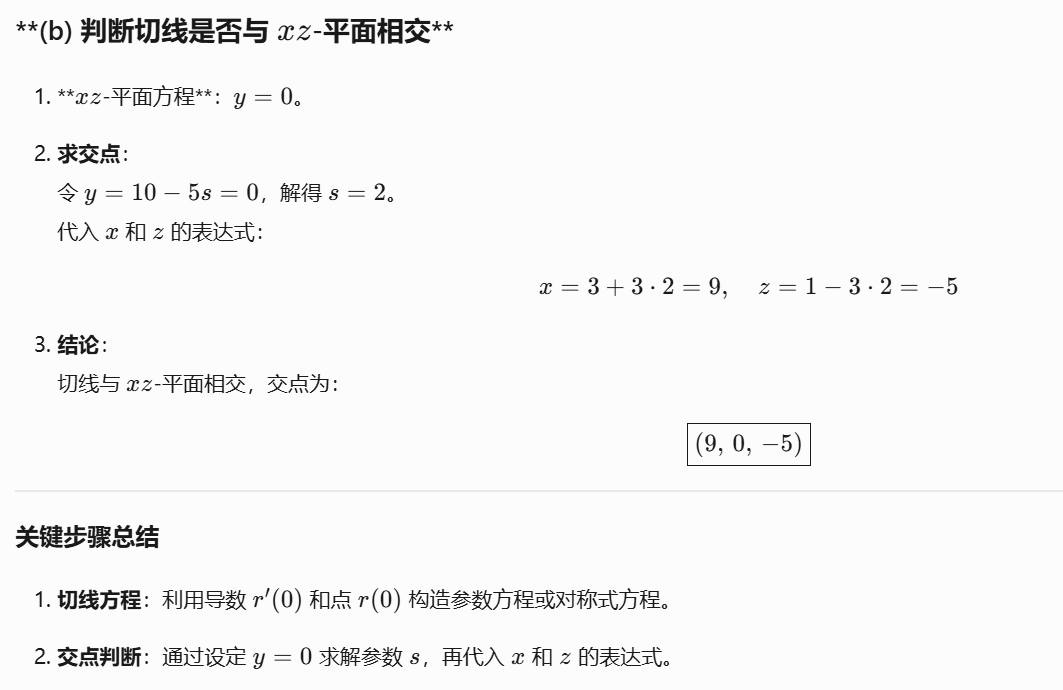 **(b) 判断切线是否与 xz-平面相交**
1. **xz-平面方程**：y = 0。
2. 求交点：
令 y = 10 − 5s = 0，解得 s = 2。
代入 x 和 z 的表达式：
x = 3 + 3 · 2 = 9, z = 1 − 3 · 2 = −5
3. 结论：
切线与 xz-平面相交，交点为：
(9, 0, −5)
关键步骤总结
1. 切线方程：利用导数 r′(0) 和点 r(0) 构造参数方程或对称式方程。
2. 交点判断：通过设定 y = 0 求解参数 s，再代入 x 和 z 的表达式。